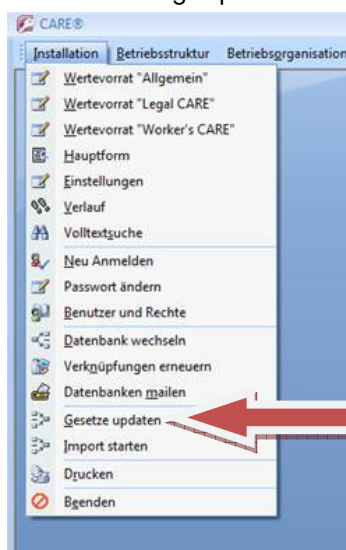 CARE®
Installation Betriebsstruktur Betriebsorganisation
Wertevorrat "Allgemein"
Wertevorrat "Legal CARE"
Wertevorrat "Worker's CARE"
Hauptform
Einstellungen
Verlauf
Volltextsuche
Neu Anmelden
Passwort ändern
Benutzer und Rechte
Datenbank wechseln
Verknüpfungen erneuern
Datenbanken mailen
Gesetze updaten
Import starten
Drucken
Beenden